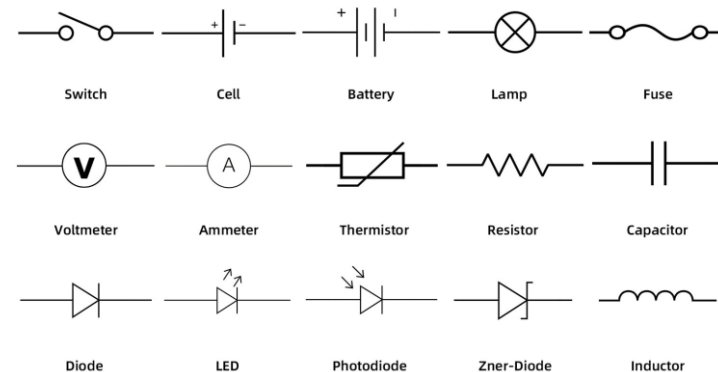 + −
+ I
Switch Cell Battery Lamp Fuse
V A
Voltmeter Ammeter Thermistor Resistor Capacitor
Diode LED Photodiode Zner-Diode Inductor